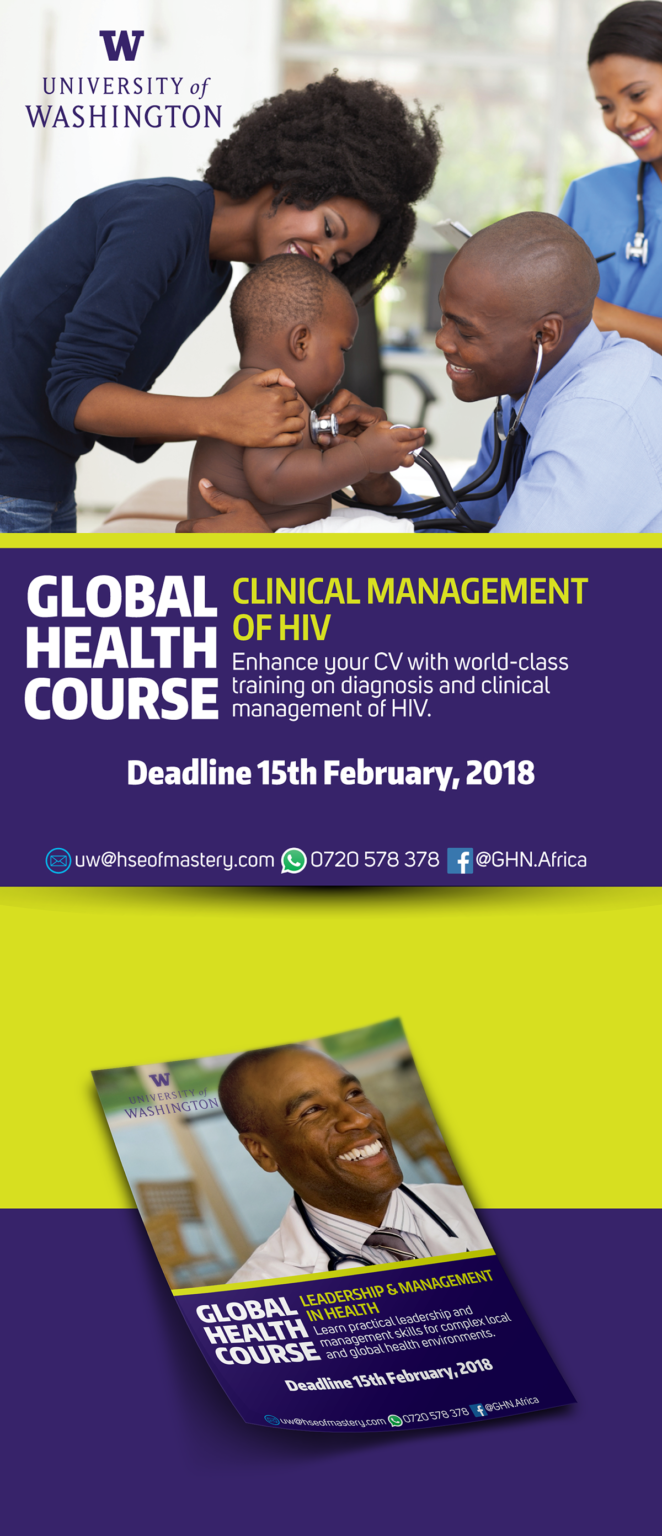 W
UNIVERSITY of
WASHINGTON
GLOBAL
HEALTH
COURSE
CLINICAL MANAGEMENT
OF HIV
Enhance your CV with world-class
training on diagnosis and clinical
management of HIV.
Deadline 15th February, 2018
uw@hseofmastery.com 0720 578 378 @GHN.Africa
W
UNIVERSITY of
WASHINGTON
GLOBAL
HEALTH
COURSE
LEADERSHIP & MANAGEMENT
IN HEALTH
Learn practical leadership and
management skills for complex local
and global health environments.
Deadline 15th February, 2018
uw@hseofmastery.com 0720 578 378 @GHN.Africa